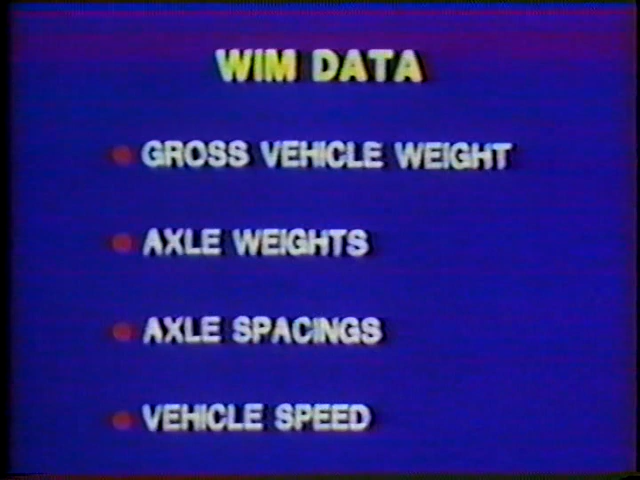 WIM DATA
GROSS VEHICLE WEIGHT
AXLE WEIGHTS
AXLE SPACINGS
VEHICLE SPEED